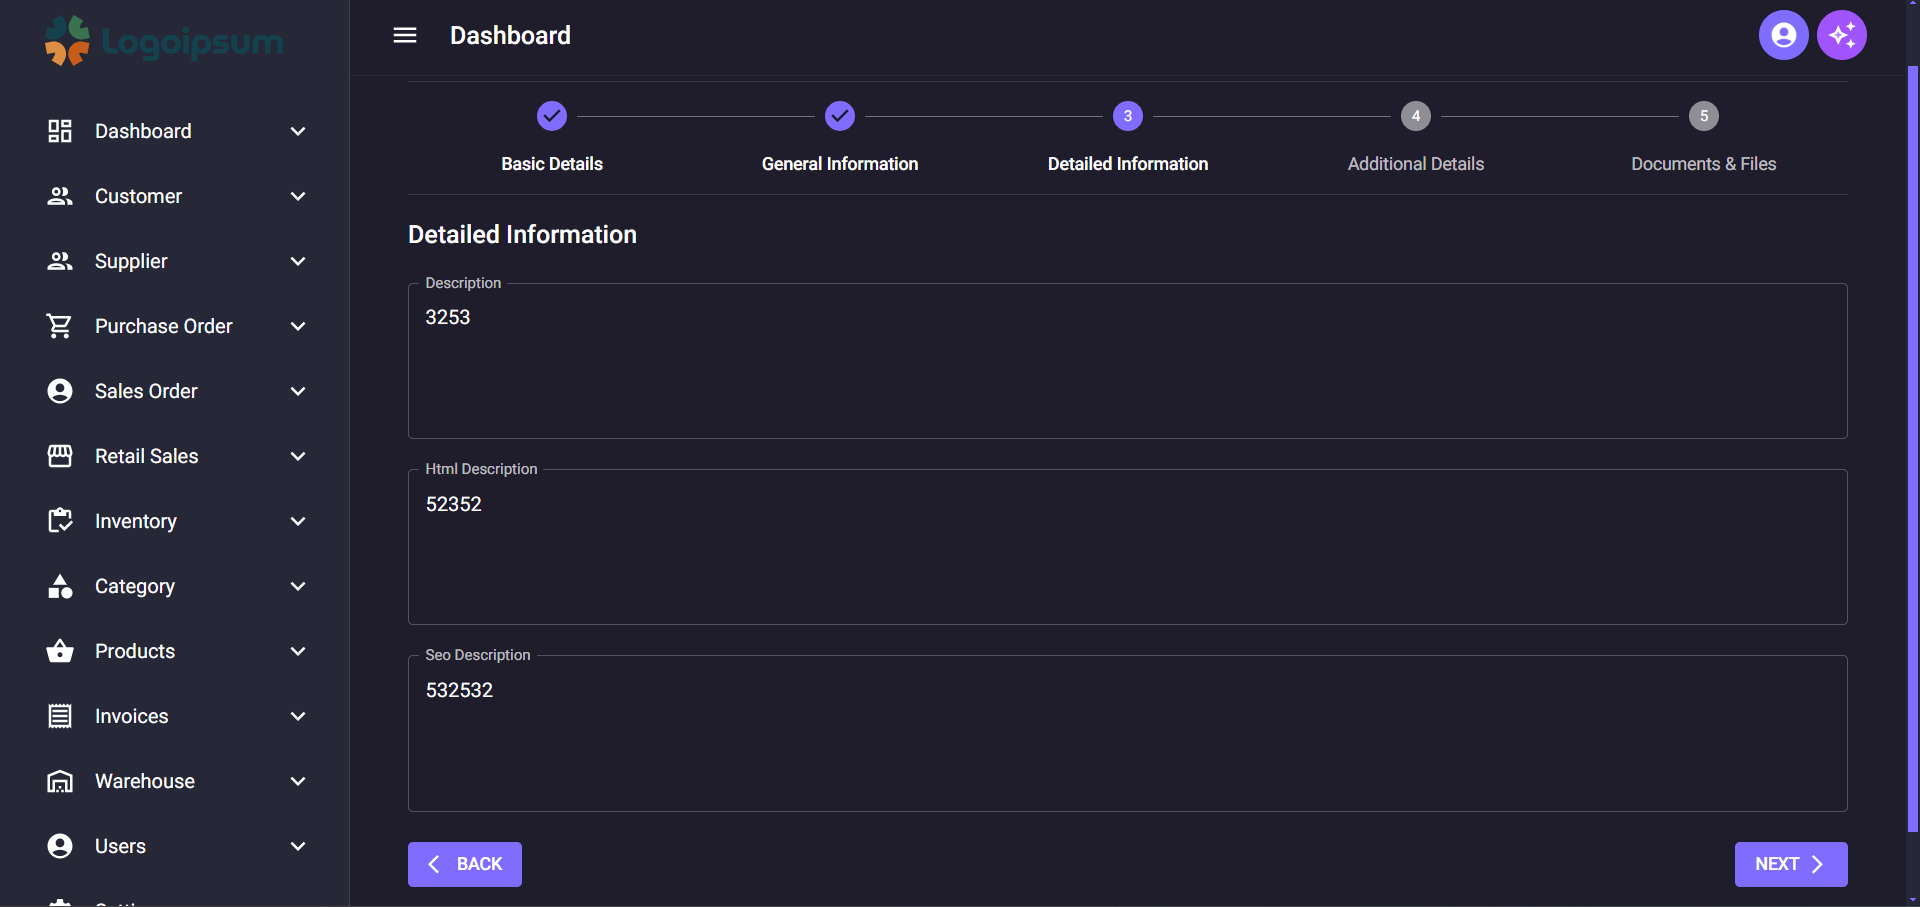 Logoipsum
Dashboard
Customer
Supplier
Purchase Order
Sales Order
Retail Sales
Inventory
Category
Products
Invoices
Warehouse
Users
Dashboard
3
4
5
Basic Details
General Information
Detailed Information
Additional Details
Documents & Files
Detailed Information
Description
3253
Html Description
52352
Seo Description
532532
BACK
NEXT